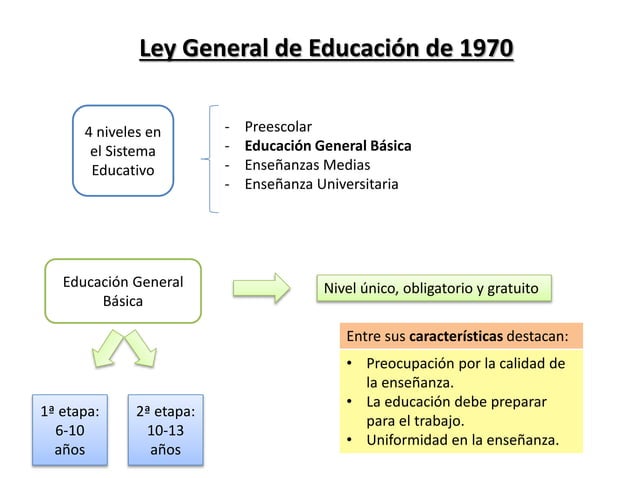 Ley General de Educación de 1970
4 niveles en
el Sistema
Educativo
- Preescolar
- Educación General Básica
- Enseñanzas Medias
- Enseñanza Universitaria
Educación General
Básica
Nivel único, obligatorio y gratuito
Entre sus características destacan:
• Preocupación por la calidad de
la enseñanza.
• La educación debe preparar
para el trabajo.
• Uniformidad en la enseñanza.
1ª etapa:
6-10
años
2ª etapa:
10-13
años